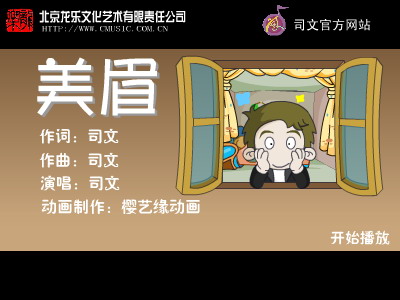 北京龙乐文化艺术有限责任公司
HTTP://WWW.CMUSIC.COM.CN
司文官方网站
美眉
作词：司文
作曲：司文
演唱：司文
动画制作：樱艺缘动画
开始播放